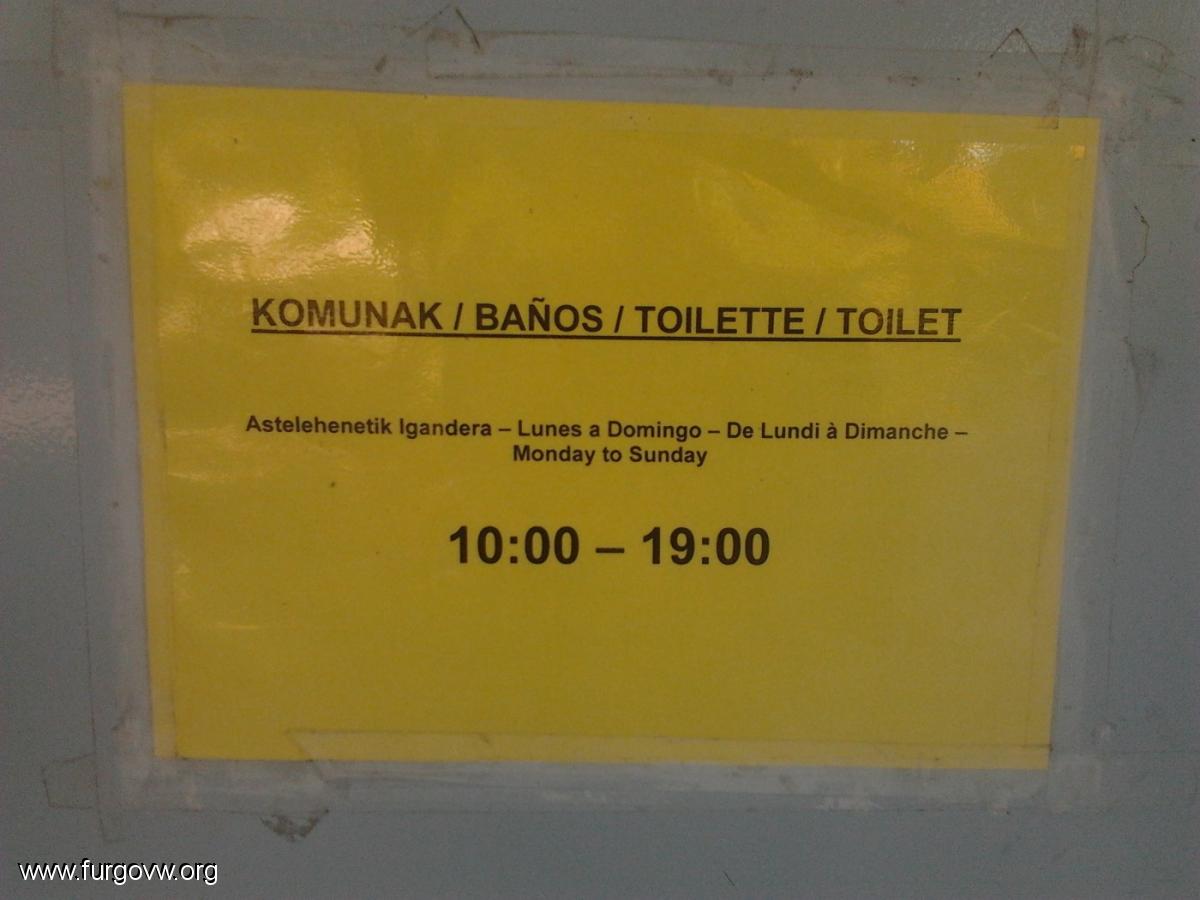 KOMUNAK / BAÑOS / TOILETTE / TOILET
Astelehenetik Igandera – Lunes a Domingo – De Lundi à Dimanche –
Monday to Sunday
10:00 – 19:00
www.furgovw.org